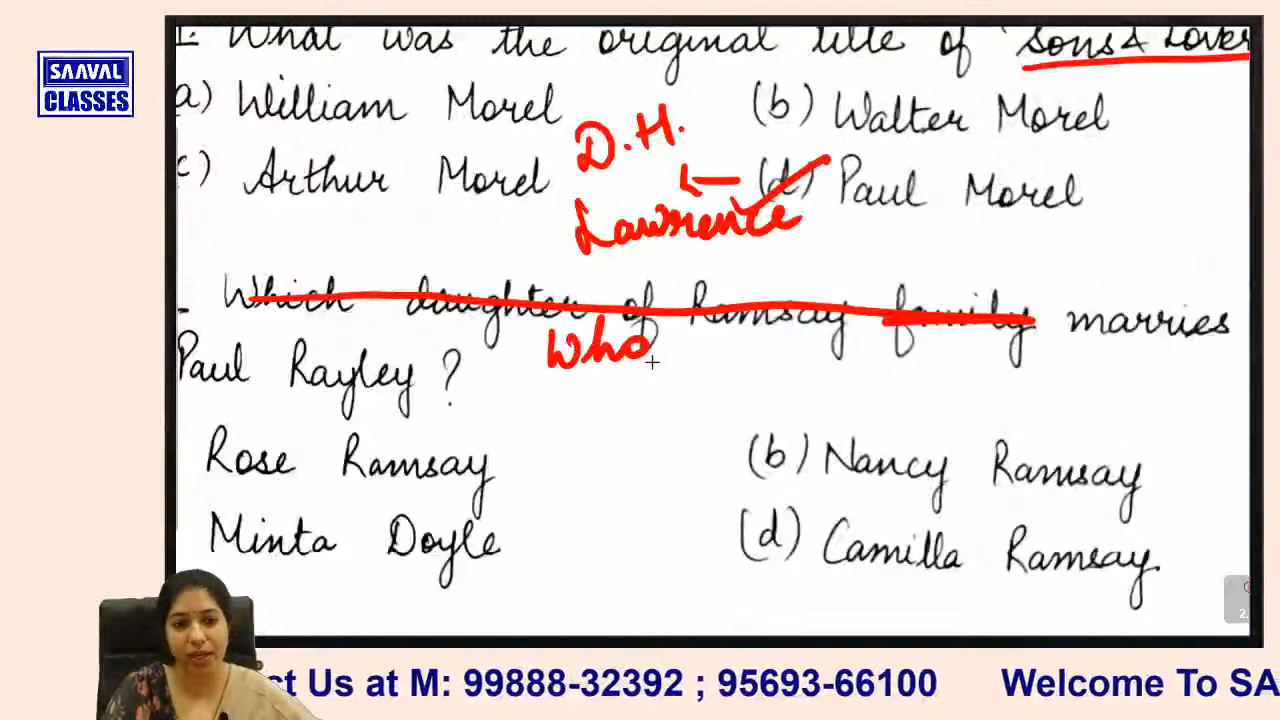 SAAVAL
CLASSES
1. What was the original title of 'Sons & Lover
a) William Morel (b) Walter Morel
D.H.
c) Arthur Morel (d) Paul Morel
Lawrence
Which daughter of Ramsay family marries
Who
Paul Rayley?
Rose Ramsay (b) Nancy Ramsay
Minta Doyle (d) Camilla Ramsay.
2.
ct Us at M: 99888-32392 ; 95693-66100 Welcome To SA